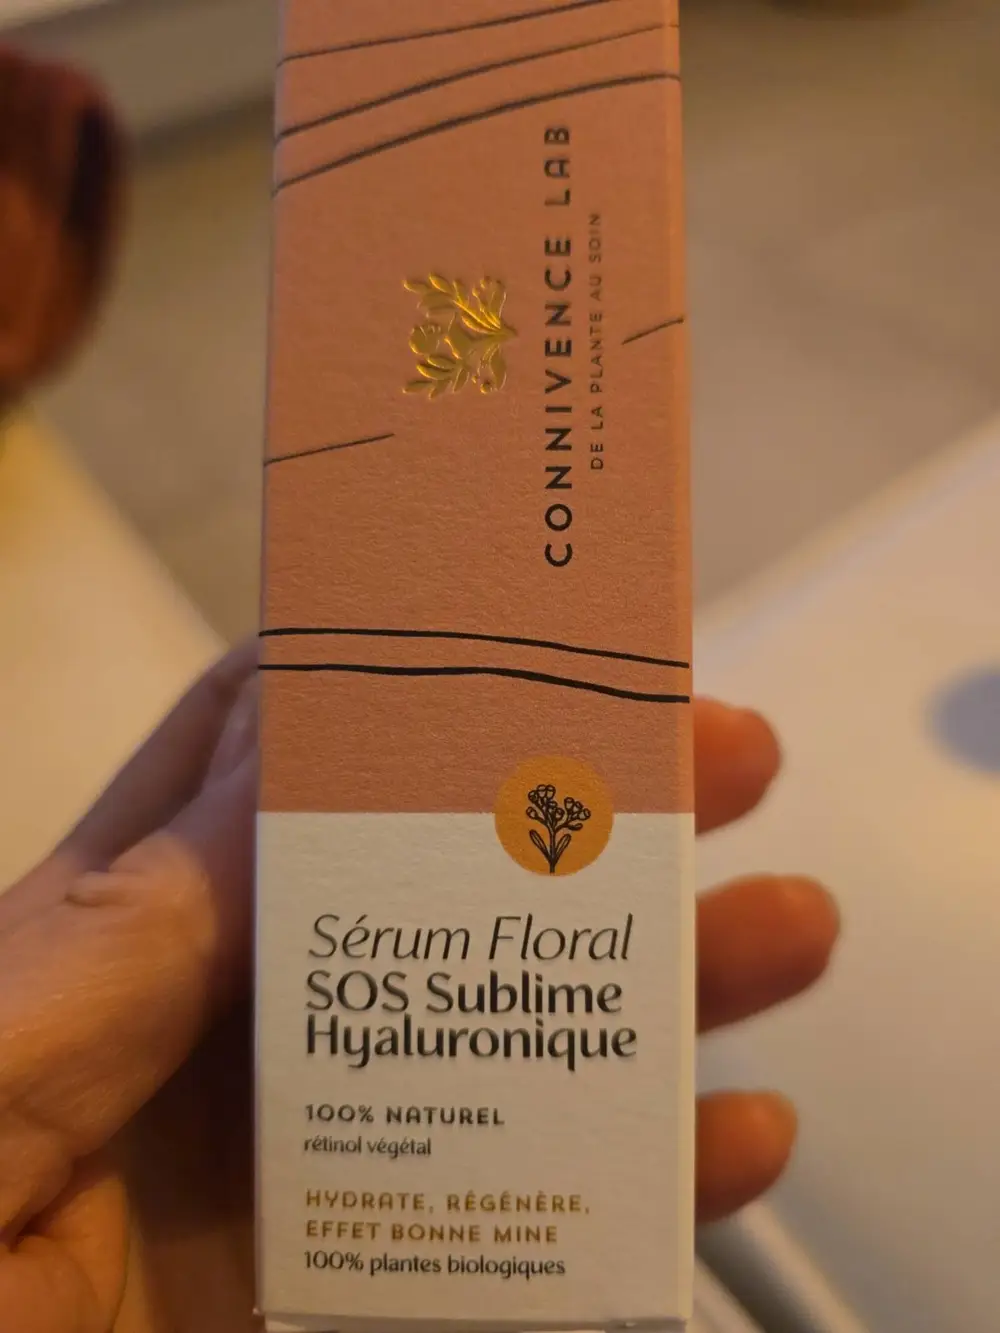 CONNIVENCE LAB
DE LA PLANTE AU SOIN
Sérum Floral
SOS Sublime
Hyaluronique
100% NATUREL
rétinol végétal
HYDRATE, RÉGÉNÈRE,
EFFET BONNE MINE
100% plantes biologiques